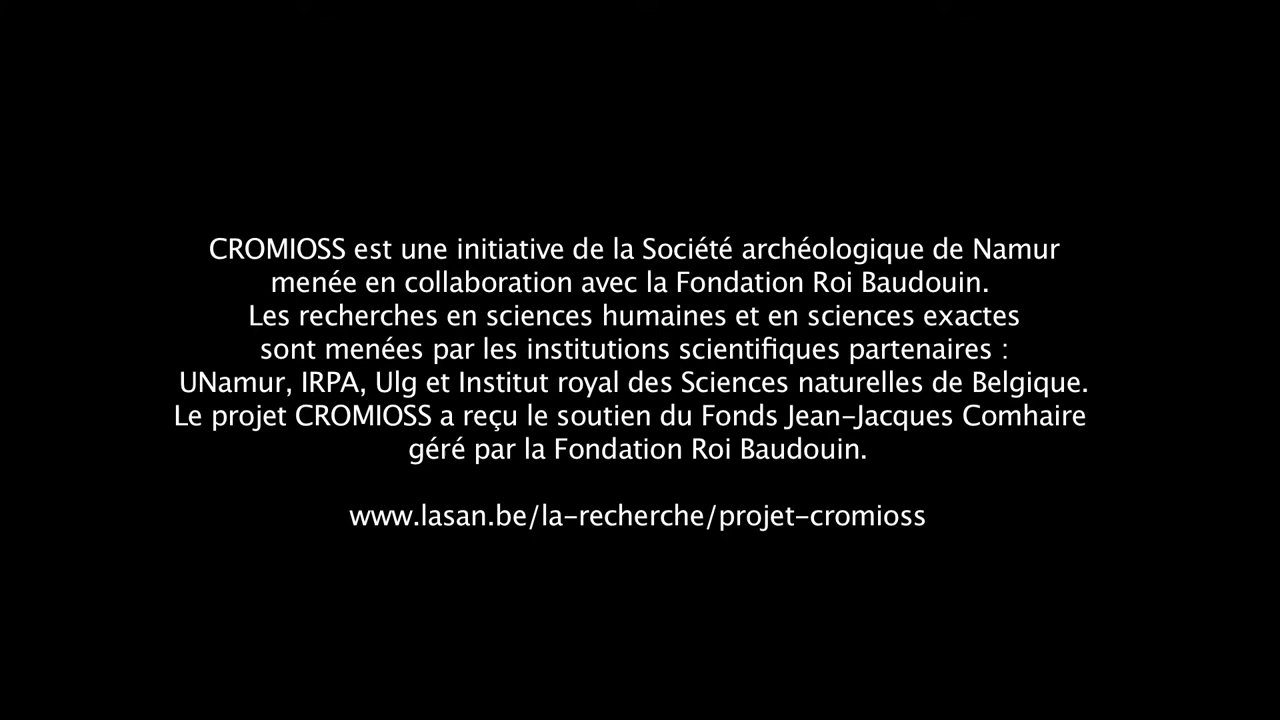 CROMIOSS est une initiative de la Société archéologique de Namur
menée en collaboration avec la Fondation Roi Baudouin.
Les recherches en sciences humaines et en sciences exactes
sont menées par les institutions scientifiques partenaires :
UNamur, IRPA, Ulg et Institut royal des Sciences naturelles de Belgique.
Le projet CROMIOSS a reçu le soutien du Fonds Jean-Jacques Comhaire
géré par la Fondation Roi Baudouin.
www.lasan.be/la-recherche/projet-cromioss